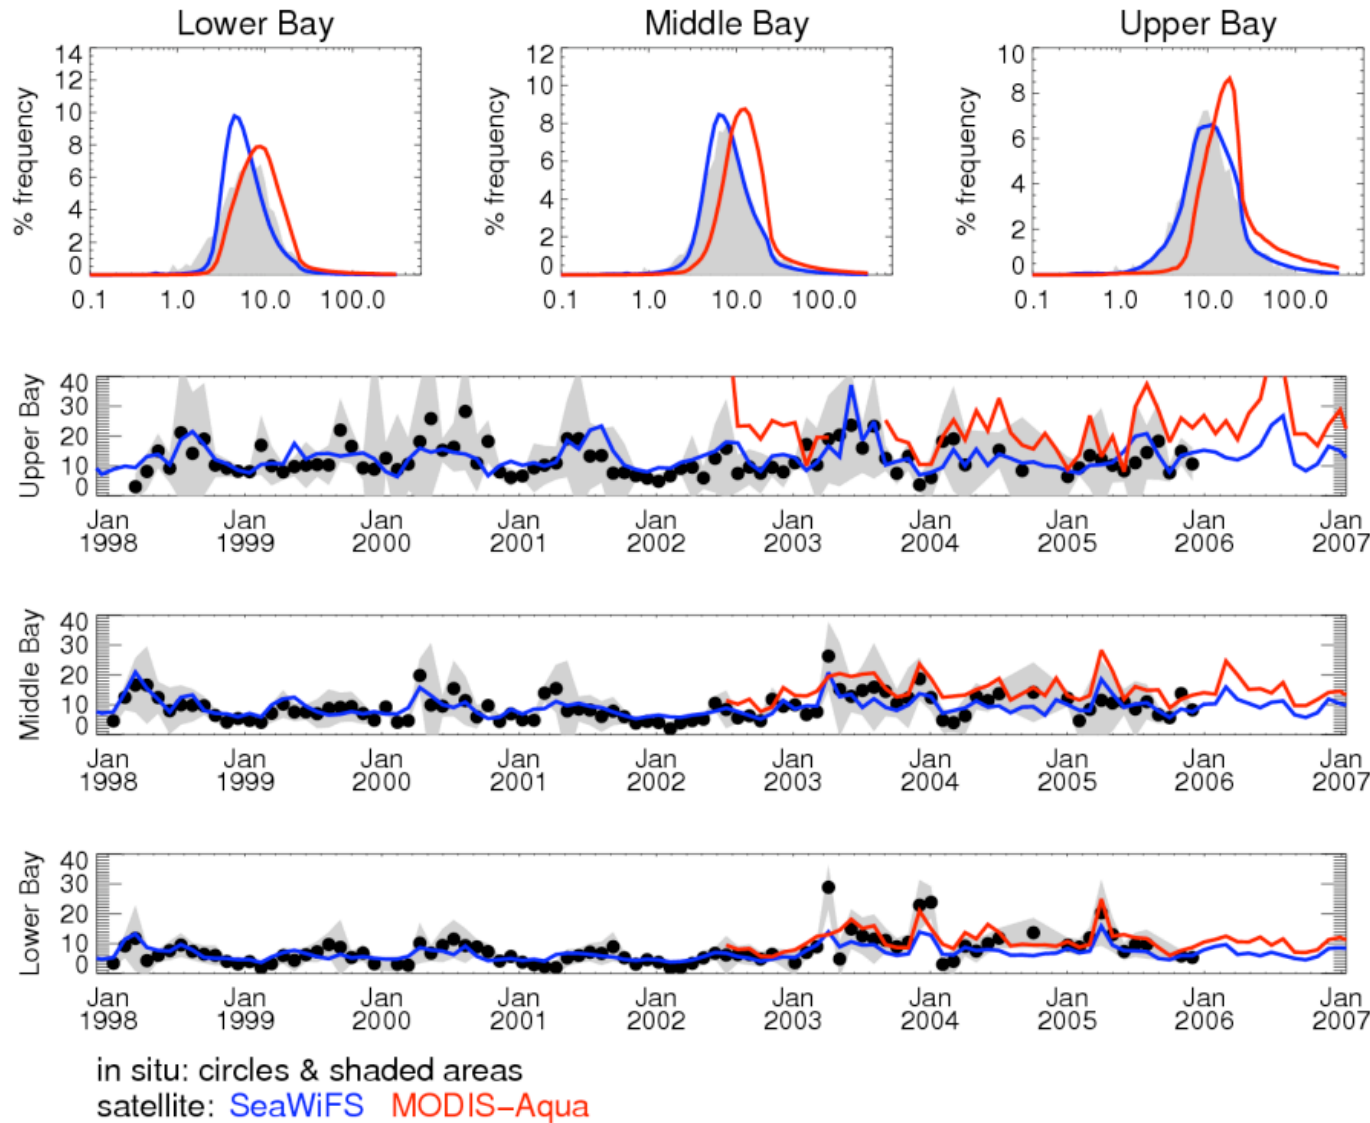 Lower Bay
Middle Bay
Upper Bay
% frequency
14
12
10
8
6
4
2
0
0.1 1.0 10.0 100.0
% frequency
12
10
8
6
4
2
0
0.1 1.0 10.0 100.0
% frequency
10
8
6
4
2
0
0.1 1.0 10.0 100.0
Upper Bay
40
30
20
10
0
Jan Jan Jan Jan Jan Jan Jan Jan Jan Jan
1998 1999 2000 2001 2002 2003 2004 2005 2006 2007
Middle Bay
40
30
20
10
0
Jan Jan Jan Jan Jan Jan Jan Jan Jan Jan
1998 1999 2000 2001 2002 2003 2004 2005 2006 2007
Lower Bay
40
30
20
10
0
Jan Jan Jan Jan Jan Jan Jan Jan Jan Jan
1998 1999 2000 2001 2002 2003 2004 2005 2006 2007
in situ: circles & shaded areas
satellite: SeaWiFS MODIS-Aqua